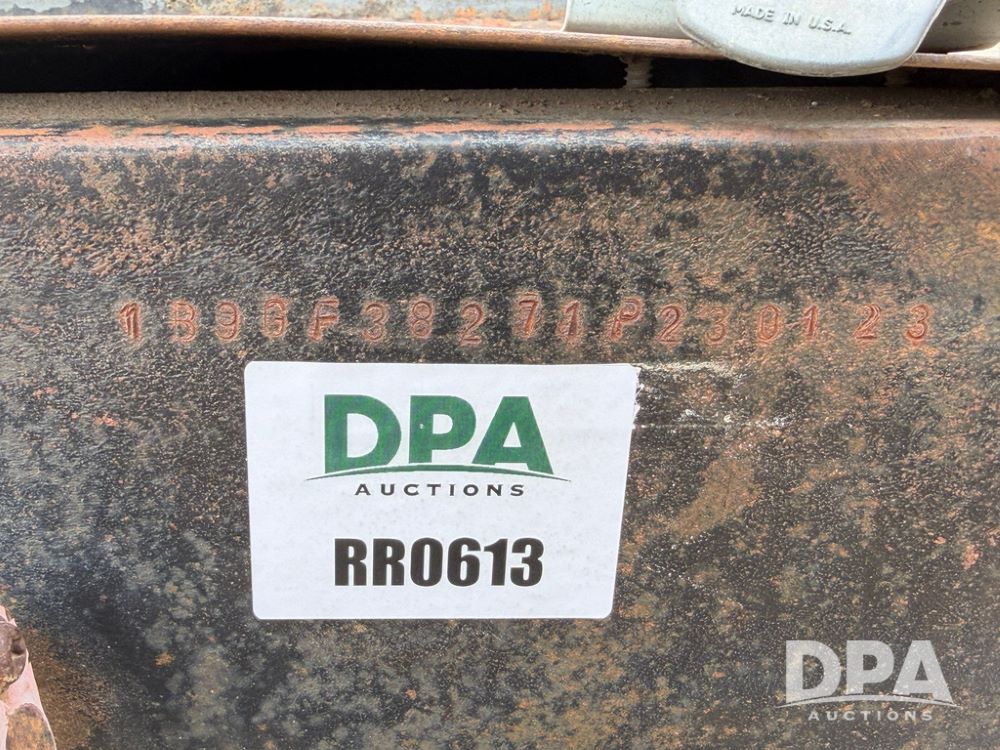 MADE IN U.S.A.
1B9GF38271P230123
DPA
AUCTIONS
RR0613
DPA
AUCTIONS